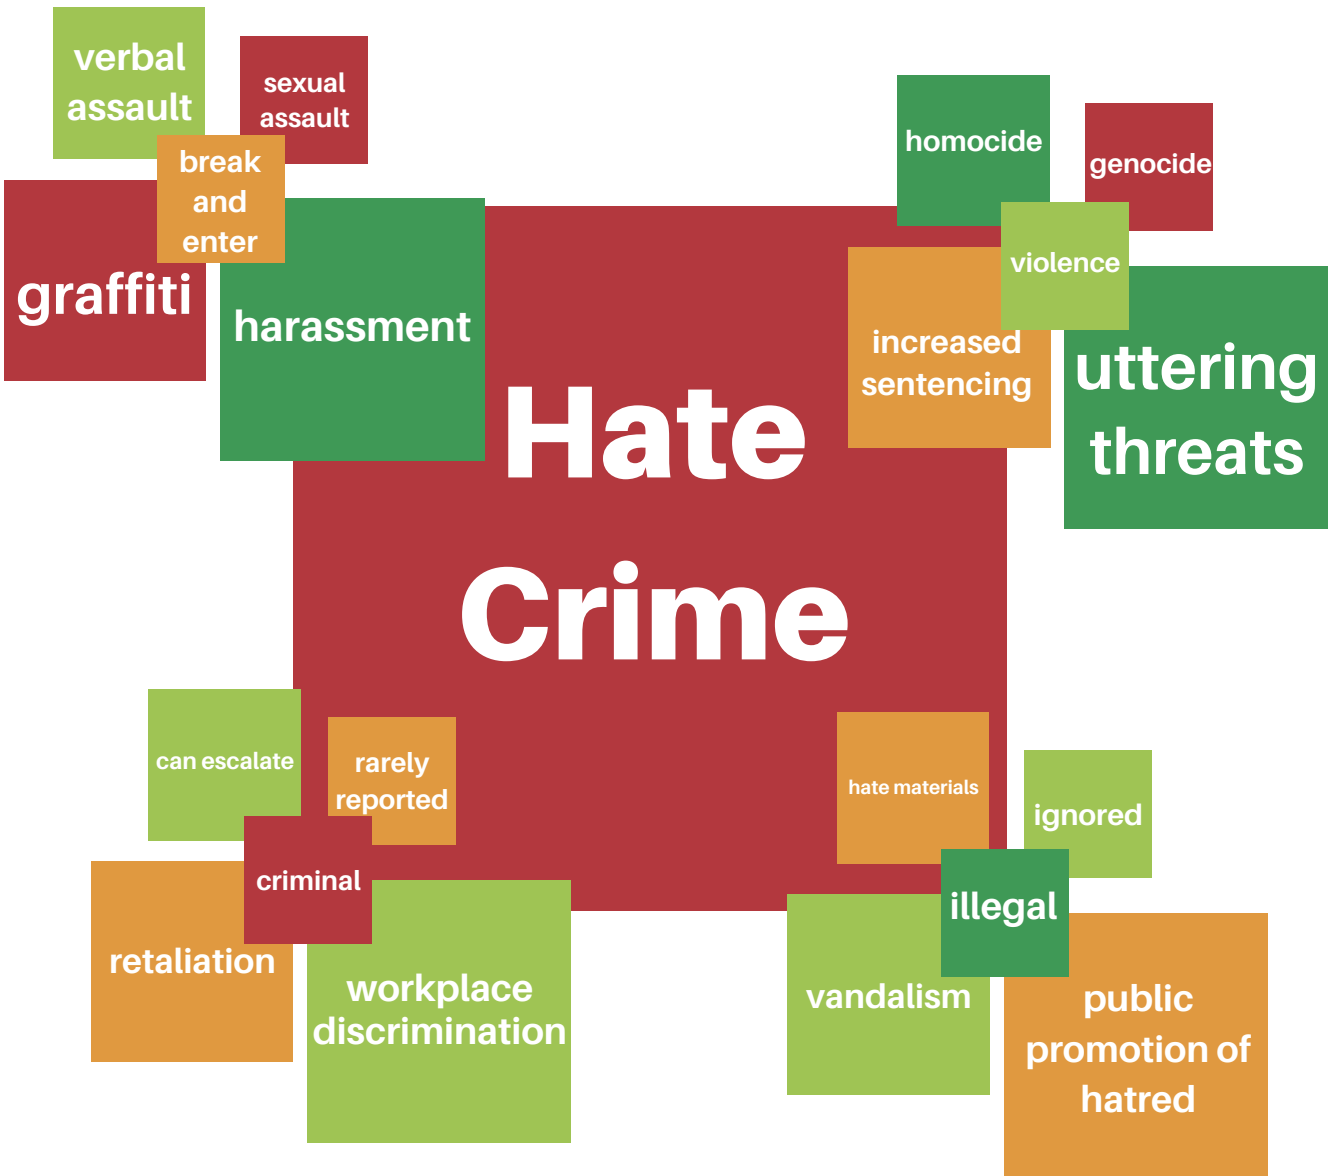 verbal
assault
sexual
assault
break
and
enter
graffiti
harassment
homocide
genocide
violence
increased
sentencing
uttering
threats
Hate
Crime
can escalate
rarely
reported
criminal
retaliation
workplace
discrimination
hate materials
ignored
illegal
vandalism
public
promotion of
hatred